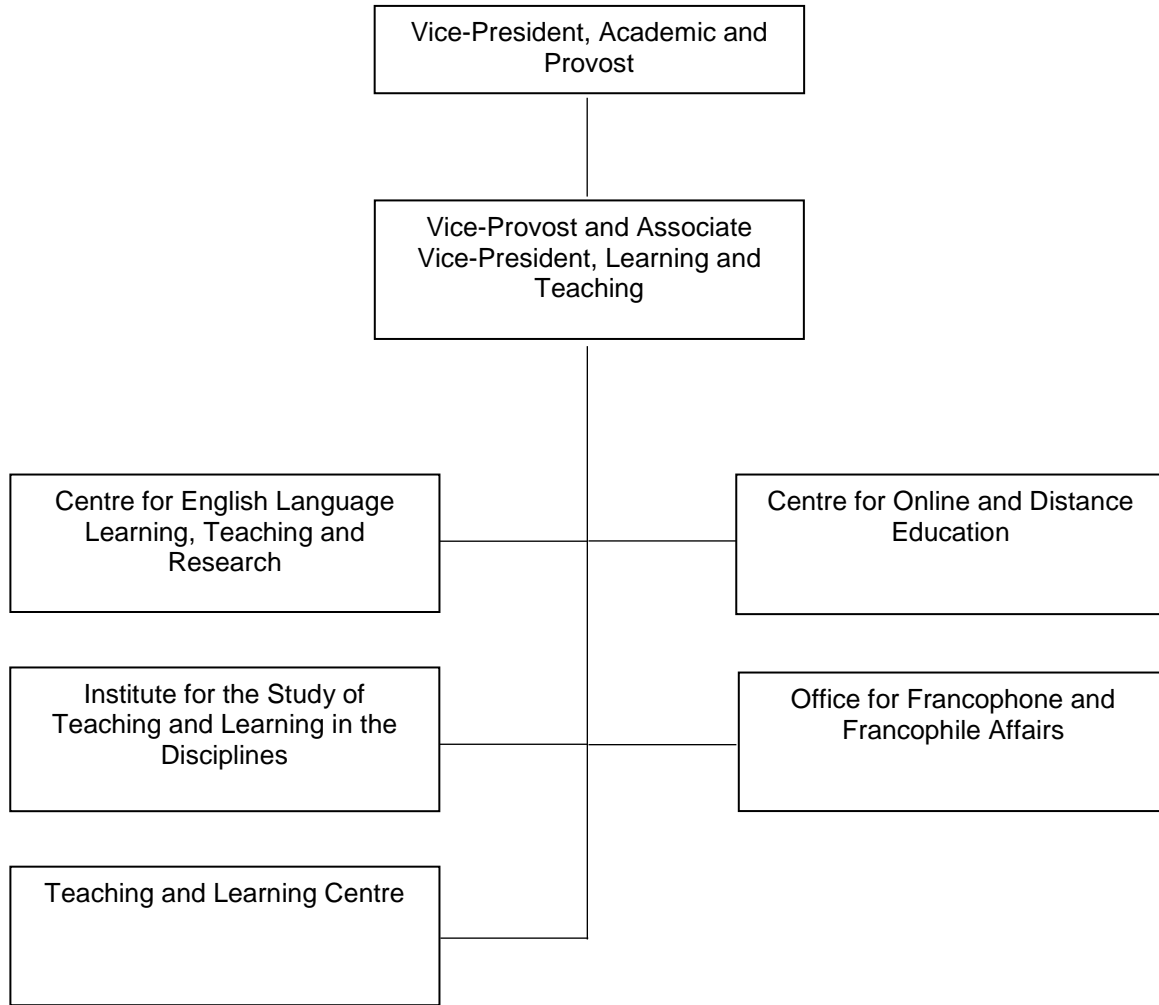 Vice-President, Academic and
Provost
Vice-Provost and Associate
Vice-President, Learning and
Teaching
Centre for English Language
Learning, Teaching and
Research
Centre for Online and Distance
Education
Institute for the Study of
Teaching and Learning in the
Disciplines
Office for Francophone and
Francophile Affairs
Teaching and Learning Centre